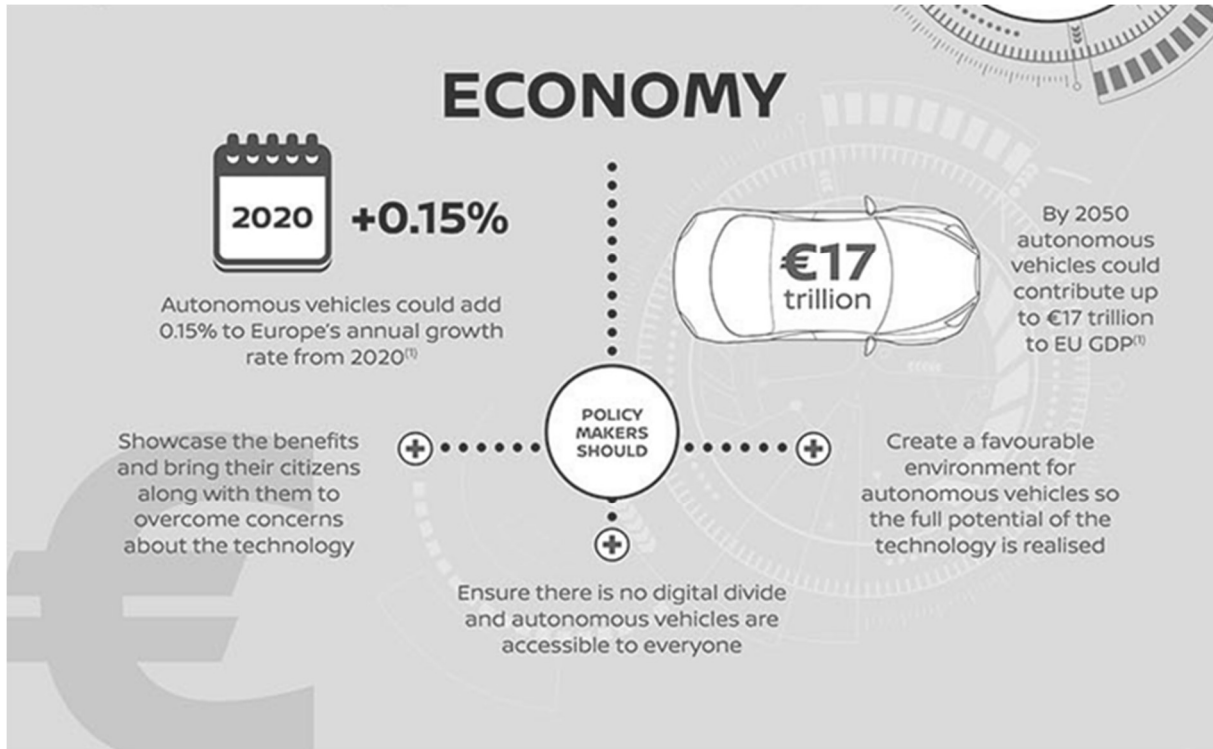 ECONOMY
2020
+0.15%
Autonomous vehicles could add
0.15% to Europe's annual growth
rate from 2020(1)
€17
trillion
By 2050
autonomous
vehicles could
contribute up
to €17 trillion
to EU GDP(1)
POLICY
MAKERS
SHOULD
Showcase the benefits
and bring their citizens
along with them to
overcome concerns
about the technology
Ensure there is no digital divide
and autonomous vehicles are
accessible to everyone
Create a favourable
environment for
autonomous vehicles so
the full potential of the
technology is realised
€